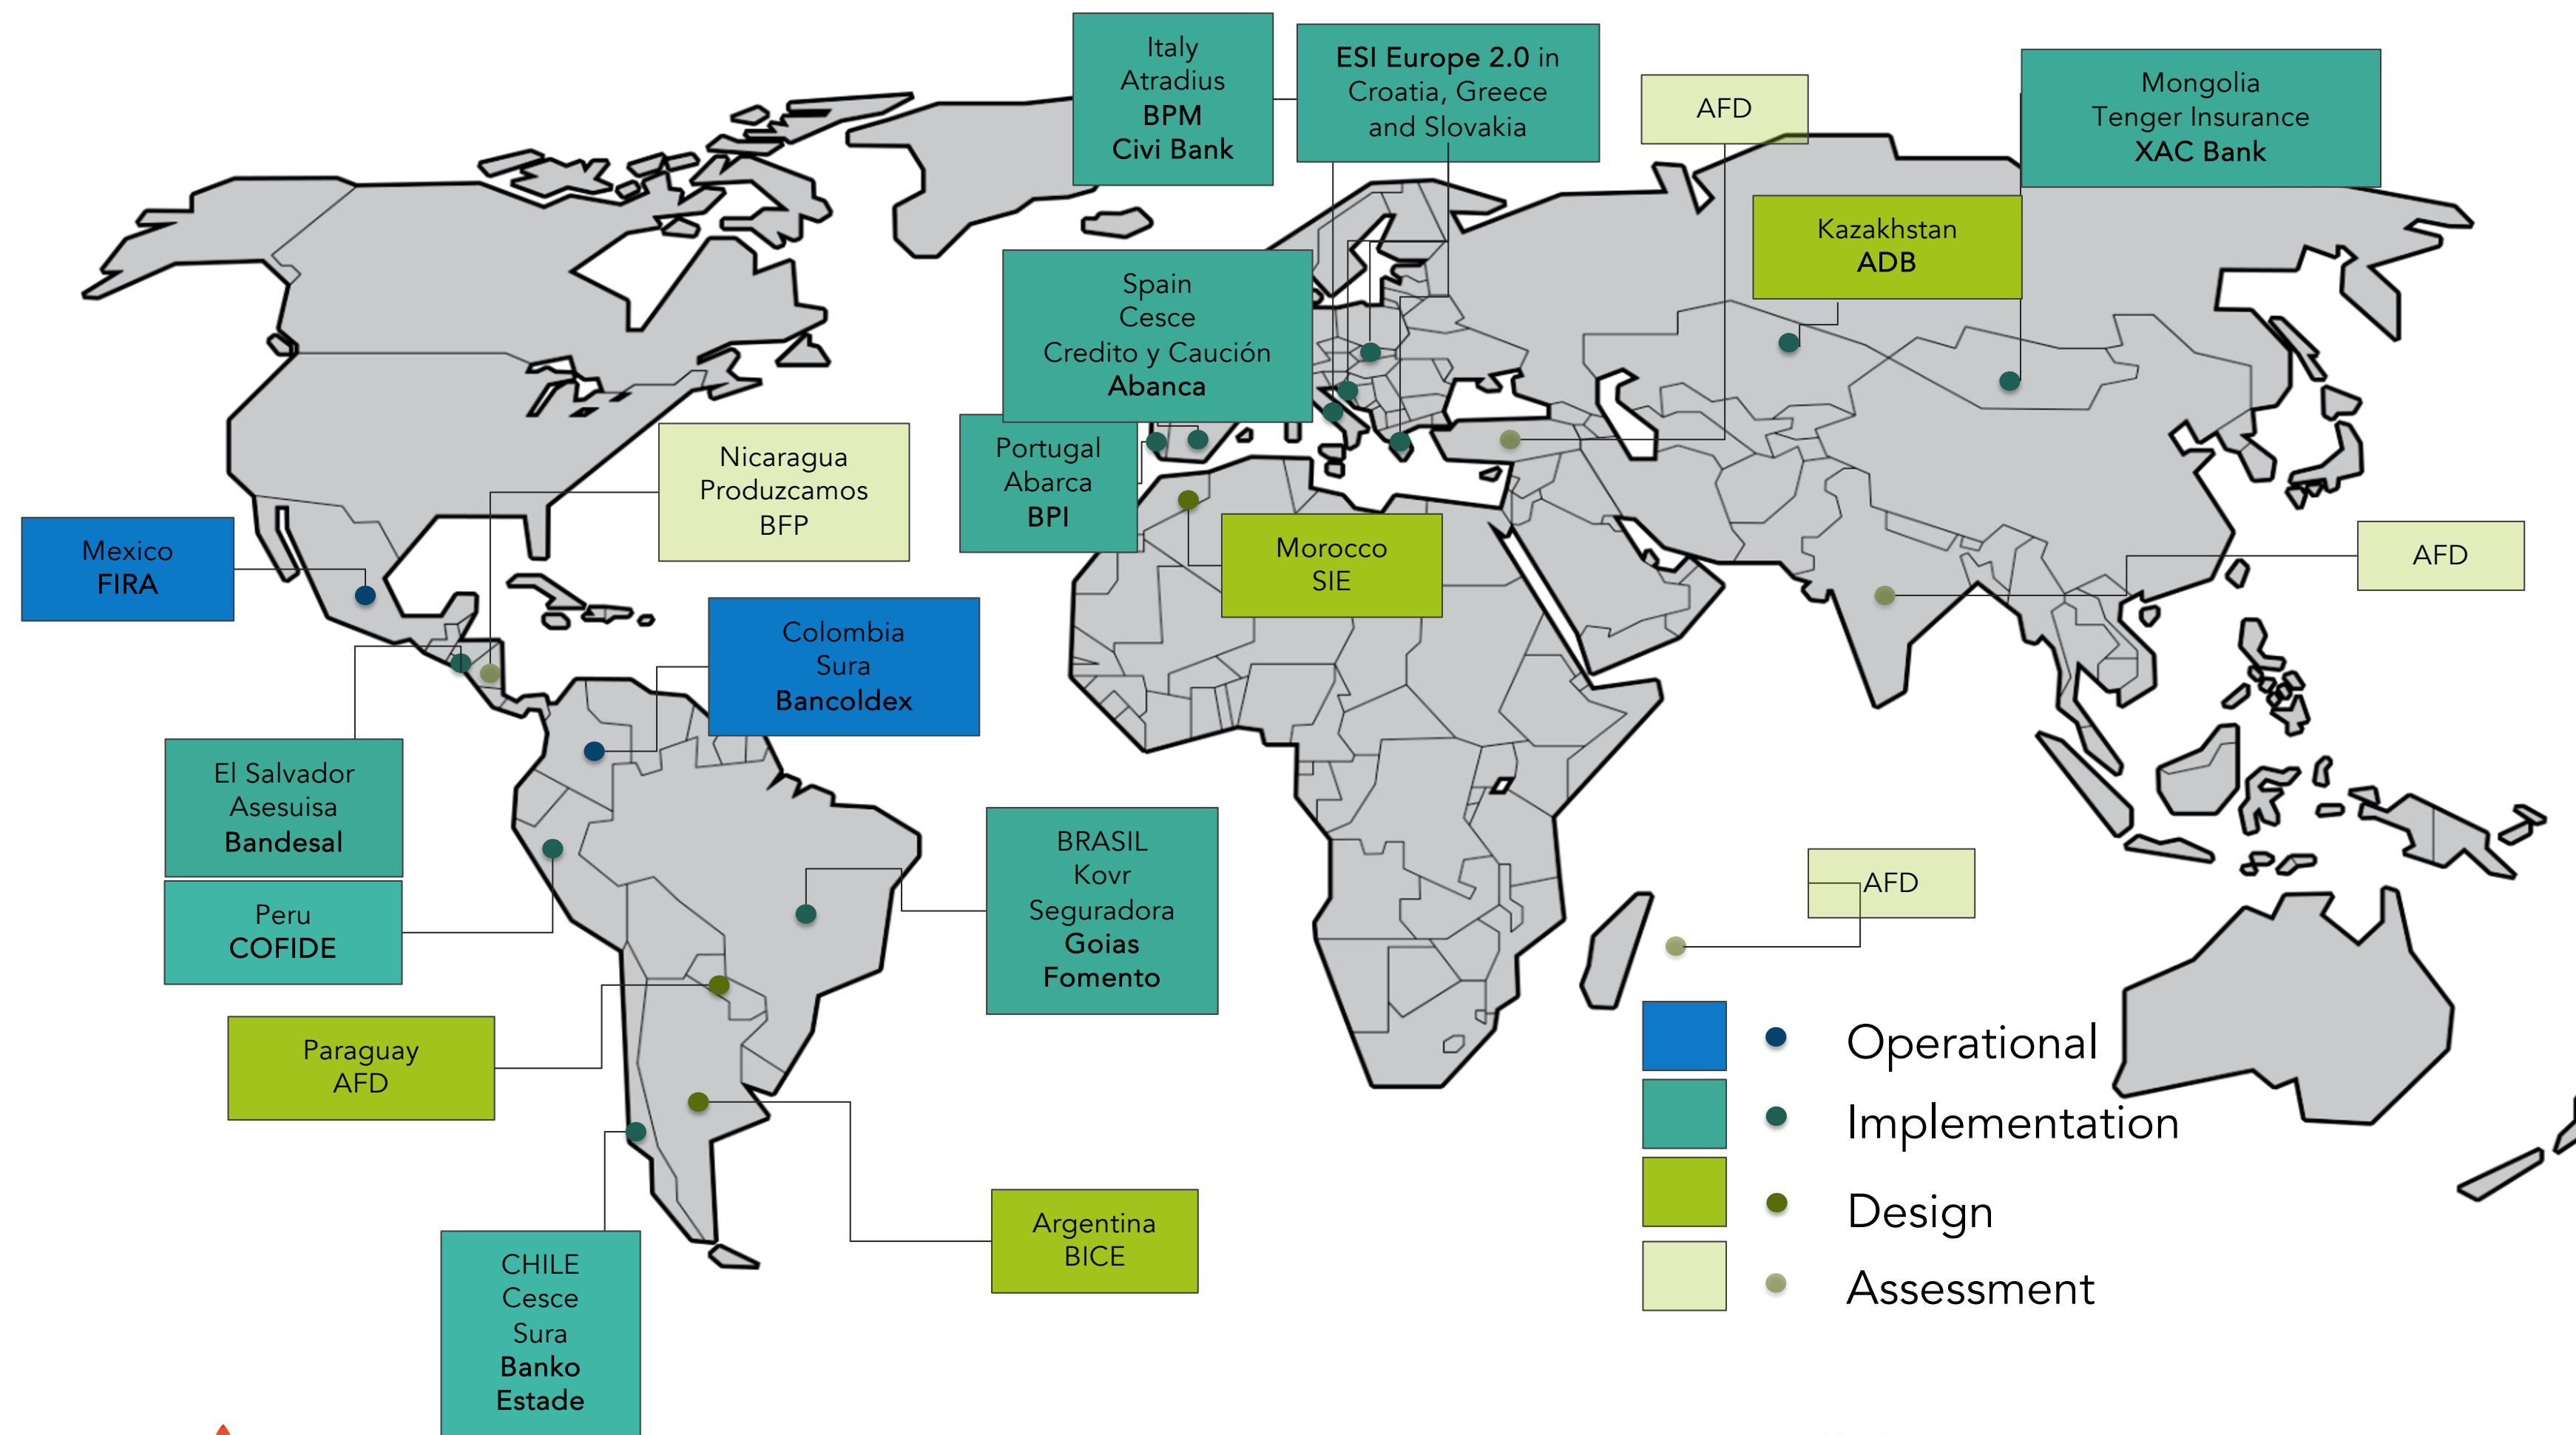 Italy
Atradius
BPM
Civi Bank
ESI Europe 2.0 in
Croatia, Greece
and Slovakia
AFD
Mongolia
Tenger Insurance
XAC Bank
Kazakhstan
ADB
Spain
Cesce
Credito y Caución
Abanca
Portugal
Abarca
BPI
Nicaragua
Produzcamos
BFP
Mexico
FIRA
Morocco
SIE
AFD
Colombia
Sura
Bancoldex
El Salvador
Asesuisa
Bandesal
Peru
COFIDE
BRASIL
Kovr
Seguradora
Goias
Fomento
AFD
Paraguay
AFD
Argentina
BICE
CHILE
Cesce
Sura
Banko
Estade
Operational
Implementation
Design
Assessment